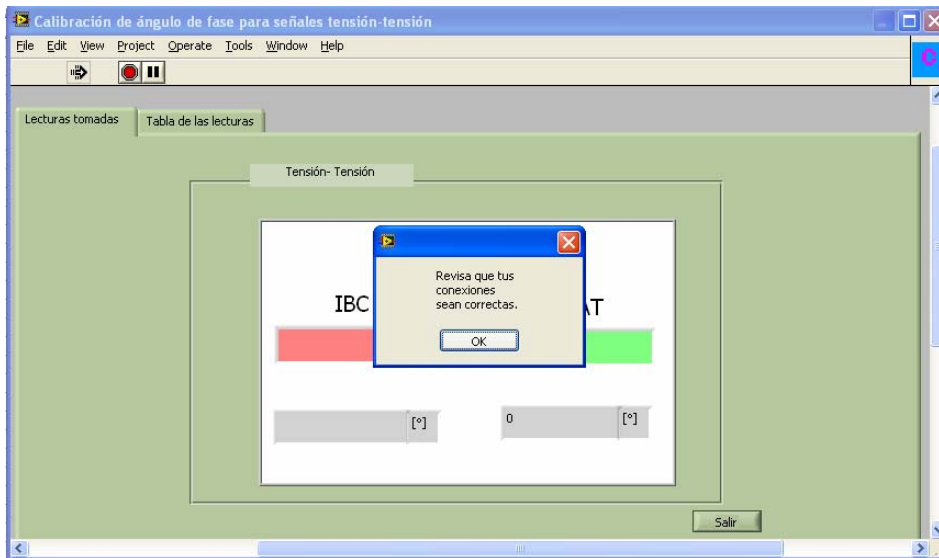 Calibración de ángulo de fase para señales tensión-tensión
File Edit View Project Operate Tools Window Help
C
Lecturas tomadas Tabla de las lecturas
Tensión- Tensión
Revisa que tus
conexiones
sean correctas.
IBC
OK
[°] 0 [°]
Salir